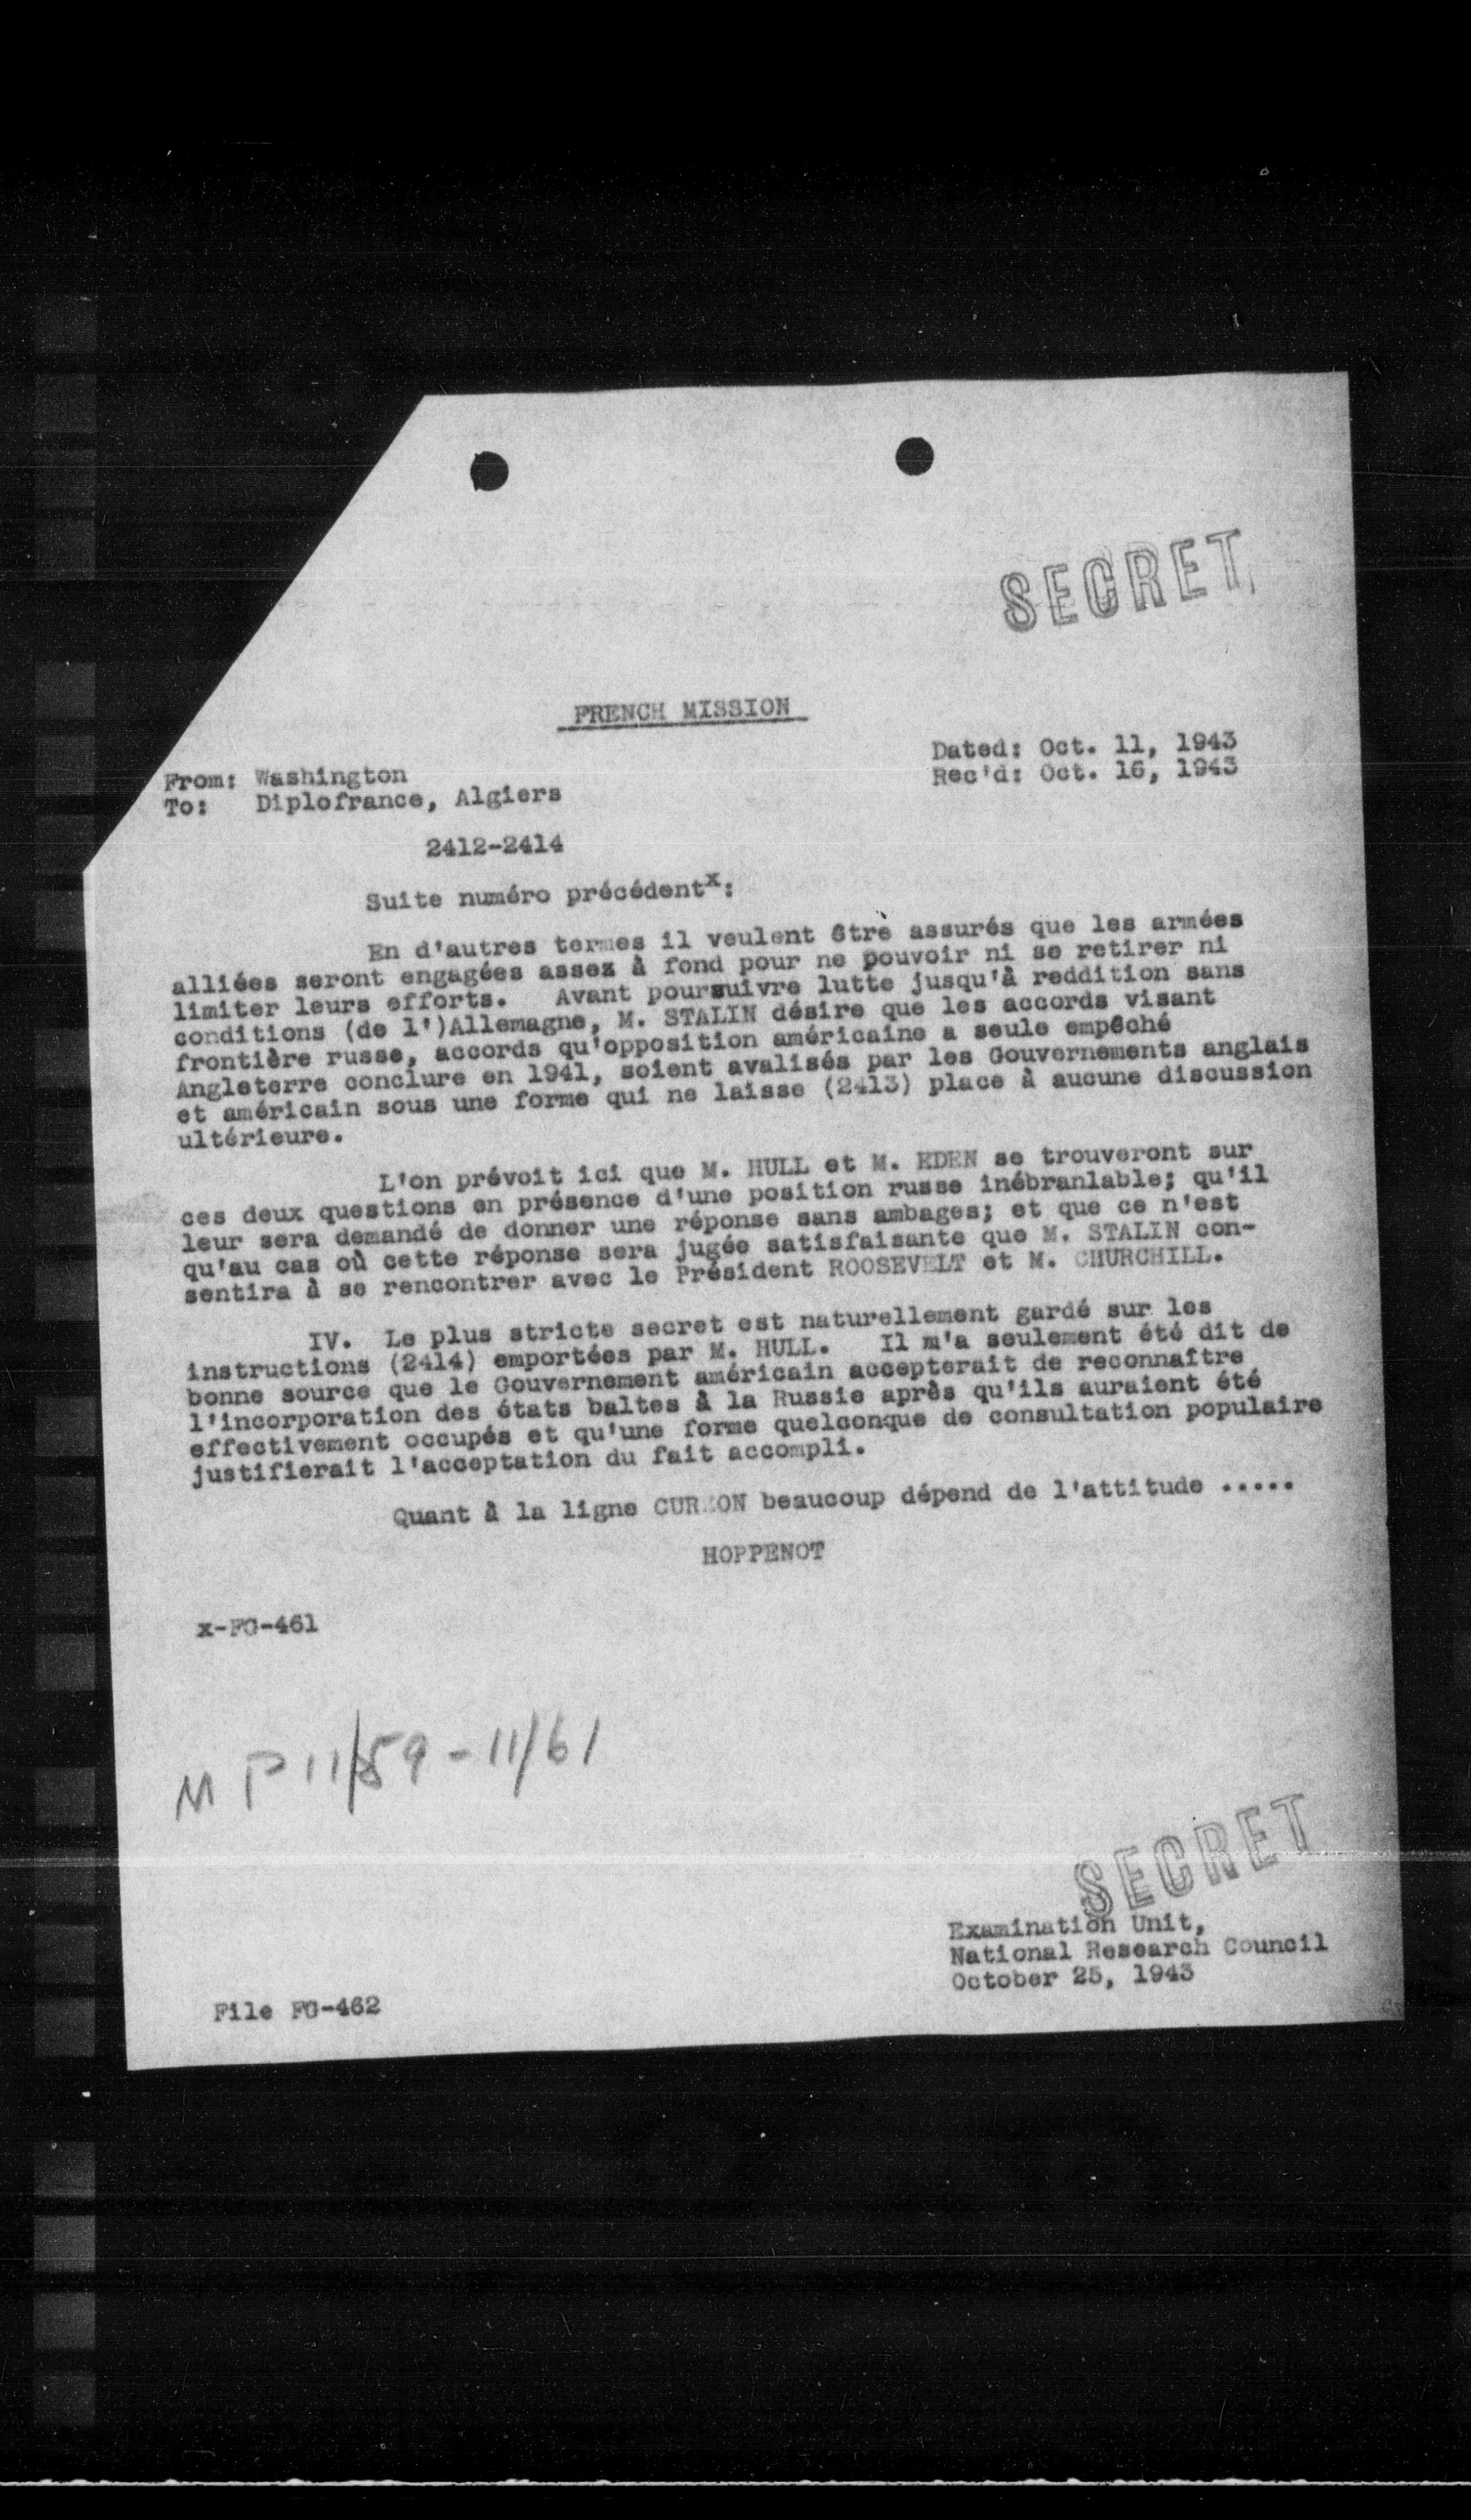 SECRET
FRENCH MISSION
Dated: Oct. 11, 1943
Rec'd: Oct. 16, 1943
From: Washington
To: Diplofrance, Algiers
2412-2414
Suite numéro précédentx:
En d'autres termes il veulent être assurés que les armées
alliées seront engagées assez à fond pour ne pouvoir ni se retirer ni
limiter leurs efforts. Avant poursuivre lutte jusqu'à reddition sans
conditions (de l')Allemagne, M. STALIN désire que les accords visant
frontière russe, accords qu'opposition américaine a seule empêché
Angleterre conclure en 1941, soient avalisés par les Gouvernements anglais
et américain sous une forme qui ne laisse (2413) place à aucune discussion
ultérieure.
L'on prévoit ici que M. HULL et M. EDEN se trouveront sur
ces deux questions en présence d'une position russe inébranlable; qu'il
leur sera demandé de donner une réponse sans ambages; et que ce n'est
qu'au cas où cette réponse sera jugée satisfaisante que M. STALIN con-
sentira à se rencontrer avec le Président ROOSEVELT et M. CHURCHILL.
IV. Le plus stricte secret est naturellement gardé sur les
instructions (2414) emportées par M. HULL. Il m'a seulement été dit de
bonne source que le Gouvernement américain accepterait de reconnaître
l'incorporation des états baltes à la Russie après qu'ils auraient été
effectivement occupés et qu'une forme quelconque de consultation populaire
justifierait l'acceptation du fait accompli.
Quant à la ligne CURZON beaucoup dépend de l'attitude .....
HOPPENOT
x-FG-461
M P 11/59 - 11/61
SECRET
Examination Unit,
National Research Council
October 25, 1943
File FG-462